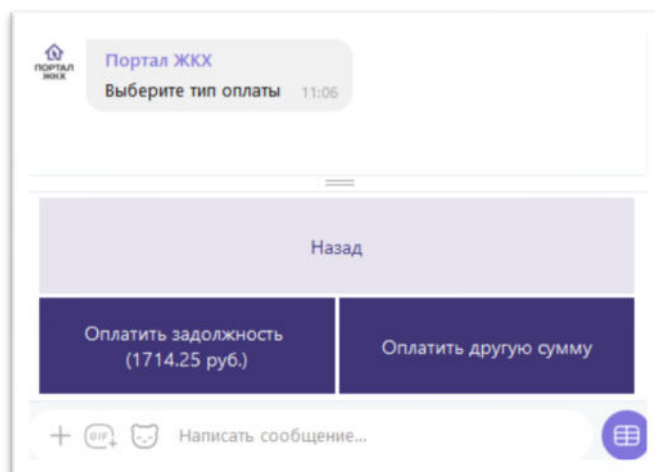 ПОРТАЛ
ЖКХ
Портал ЖКХ
Выберите тип оплаты 11:06
Назад
Оплатить задолжность
(1714.25 руб.)
Оплатить другую сумму
GIF
Написать сообщение...